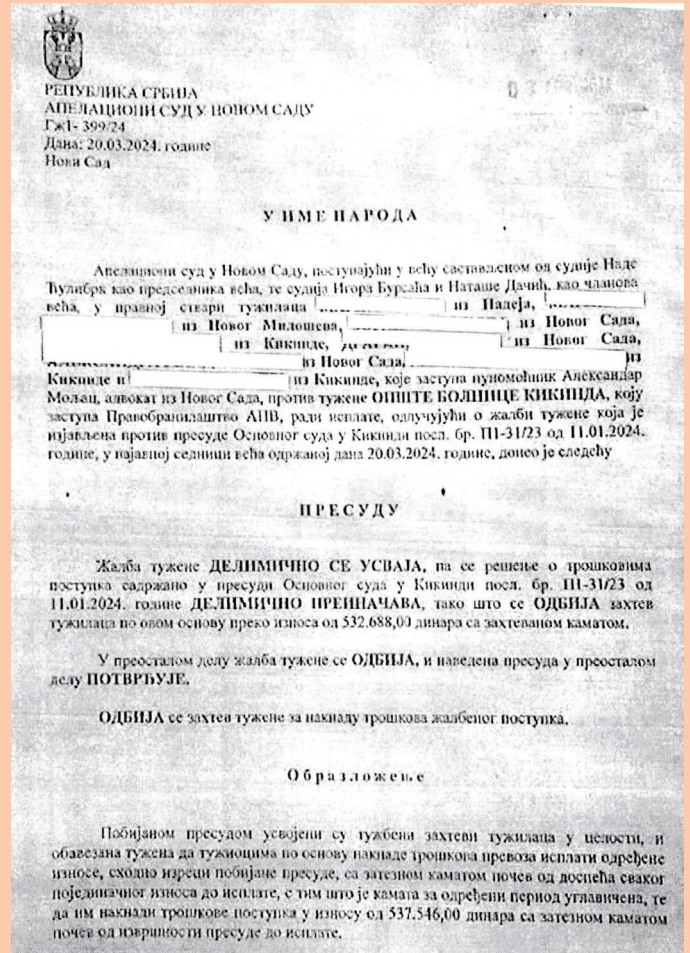 РЕПУБЛИКА СРБИЈА
АПЕЛАЦИОНИ СУД У НОВОМ САДУ
Гж1- 399/24
Дана: 20.03.2024. године
Нови Сад
У ИМЕ НАРОДА
Апелациони суд у Новом Саду, поступајући у већу састављеном од судије Наде
Ћулибрк као председника већа, те судија Игора Бурсаћа и Наташе Дачић, као чланова
већа, у правној ствари тужилаца из Падеја,
из Новог Милошева, из Новог Сада,
из Кикинде, из Новог Сада,
из Новог Сада, из
Кикинде и из Кикинде, које заступа пуномоћник Александар
Мољац, адвокат из Новог Сада, против тужене ОПШТЕ БОЛНИЦЕ КИКИНДА, коју
заступа Правобранилаштво АПВ, ради исплате, одлучујући о жалби тужене која је
изјављена против пресуде Основног суда у Кикинди посл. бр. П1-31/23 од 11.01.2024.
године, у нејавној седници већа одржаној дана 20.03.2024. године, донео је следећу
ПРЕСУДУ
Жалба тужене ДЕЛИМИЧНО СЕ УСВАЈА, па се решење о трошковима
поступка садржано у пресуди Основног суда у Кикинди посл. бр. П1-31/23 од
11.01.2024. године ДЕЛИМИЧНО ПРЕИНАЧАВА, тако што се ОДБИЈА захтев
тужилаца по овом основу преко износа од 532.688,00 динара са захтеваном каматом.
У преосталом делу жалба тужене се ОДБИЈА, и наведена пресуда у преосталом
делу ПОТВРЂУЈЕ.
ОДБИЈА се захтев тужене за накнаду трошкова жалбеног поступка.
Образложење
Побијаном пресудом усвојени су тужбени захтеви тужилаца у целости, и
обавезана тужена да тужиоцима по основу накнаде трошкова превоза исплати одређене
износе, сходно изреци побијане пресуде, са затезном каматом почев од доспећа сваког
појединачног износа до исплате, с тим што је камата за одређени период углавничена, те
да им накнади трошкове поступка у износу од 537.546,00 динара са затезном каматом
почев од извршности пресуде до исплате.